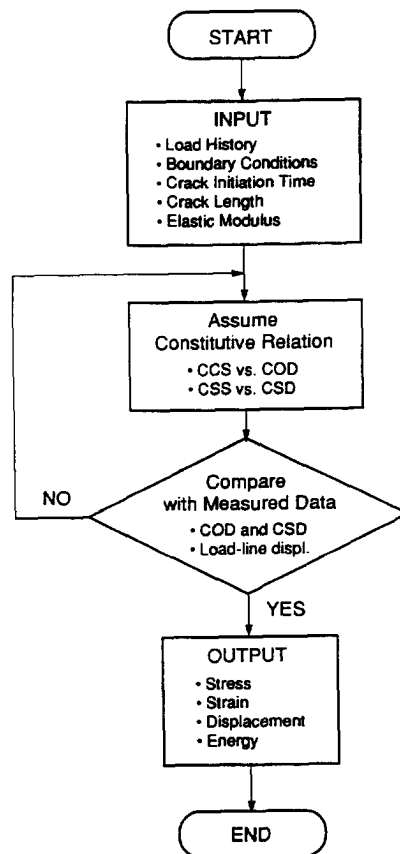 START
INPUT
• Load History
• Boundary Conditions
• Crack Initiation Time
• Crack Length
• Elastic Modulus
Assume
Constitutive Relation
• CCS vs. COD
• CSS vs. CSD
Compare
with Measured Data
• COD and CSD
• Load-line displ.
NO
YES
OUTPUT
• Stress
• Strain
• Displacement
• Energy
END